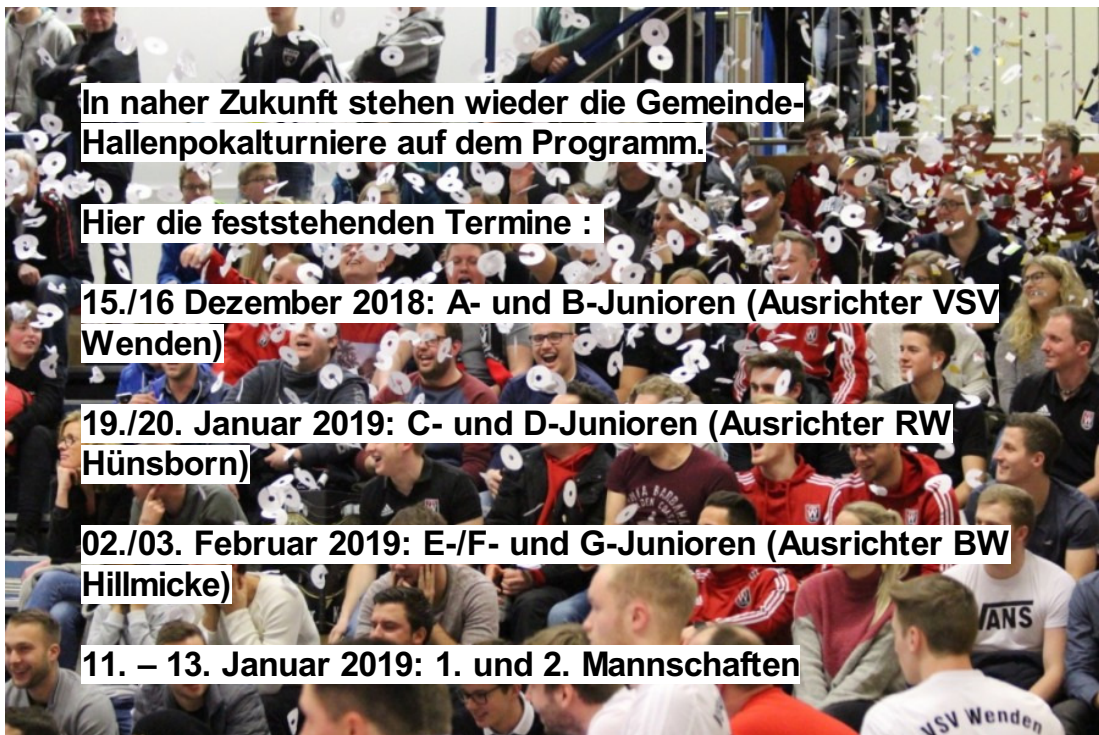 In naher Zukunft stehen wieder die Gemeinde-
Hallenpokalturniere auf dem Programm.
Hier die feststehenden Termine :
15./16 Dezember 2018: A- und B-Junioren (Ausrichter VSV
Wenden)
19./20. Januar 2019: C- und D-Junioren (Ausrichter RW
Hünsborn)
02./03. Februar 2019: E-/F- und G-Junioren (Ausrichter BW
Hillmicke)
11. – 13. Januar 2019: 1. und 2. Mannschaften
VANS
VSV Wenden